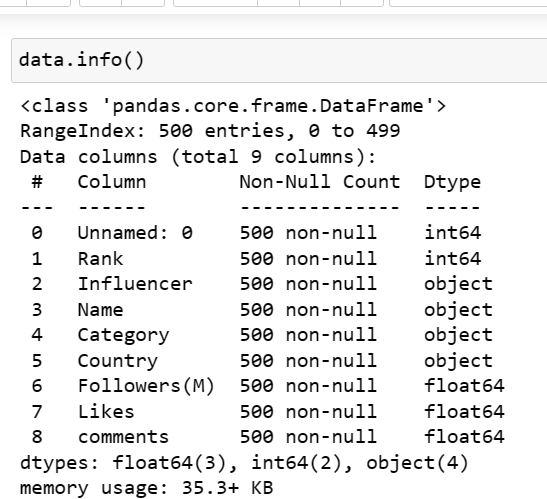 data.info()
<class 'pandas.core.frame.DataFrame'>
RangeIndex: 500 entries, 0 to 499
Data columns (total 9 columns):
 #   Column        Non-Null Count  Dtype
---  ------        --------------  -----
 0   Unnamed: 0    500 non-null    int64
 1   Rank          500 non-null    int64
 2   Influencer    500 non-null    object
 3   Name          500 non-null    object
 4   Category      500 non-null    object
 5   Country       500 non-null    object
 6   Followers(M)  500 non-null    float64
 7   Likes         500 non-null    float64
 8   comments      500 non-null    float64
dtypes: float64(3), int64(2), object(4)
memory usage: 35.3+ KB